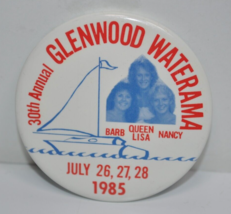 30th Annual GLENWOOD WATERAMA
BARB QUEEN LISA NANCY
JULY 26, 27, 28
1985